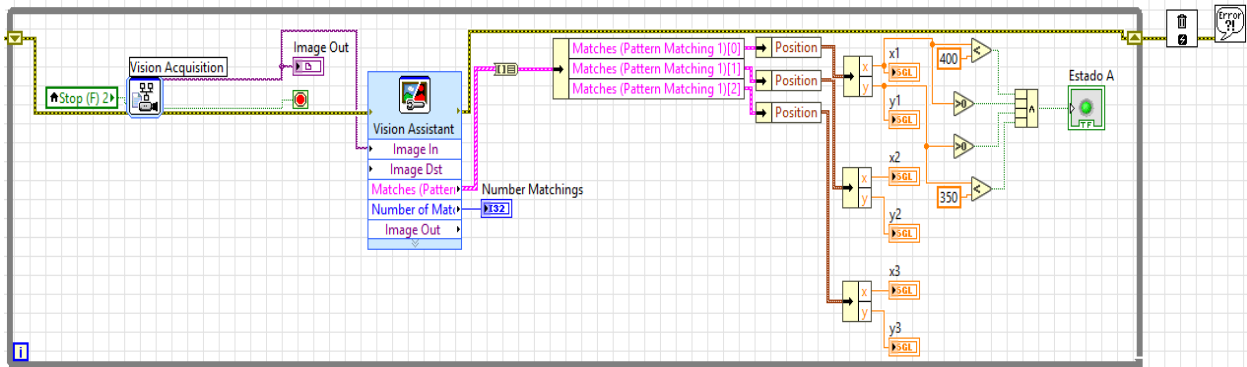 Error
?!
Vision Acquisition
Image Out
Stop (F) 2
Vision Assistant
Image In
Image Dst
Matches (Pattern
Number of Mat
Image Out
Number Matchings
I32
Matches (Pattern Matching 1)[0]
Matches (Pattern Matching 1)[1]
Matches (Pattern Matching 1)[2]
Position
Position
Position
x
y
x1
SGL
y1
SGL
400
<
>0
>0
<
350
Estado A
TF
x
y
x2
SGL
y2
SGL
x
y
x3
SGL
y3
SGL
i